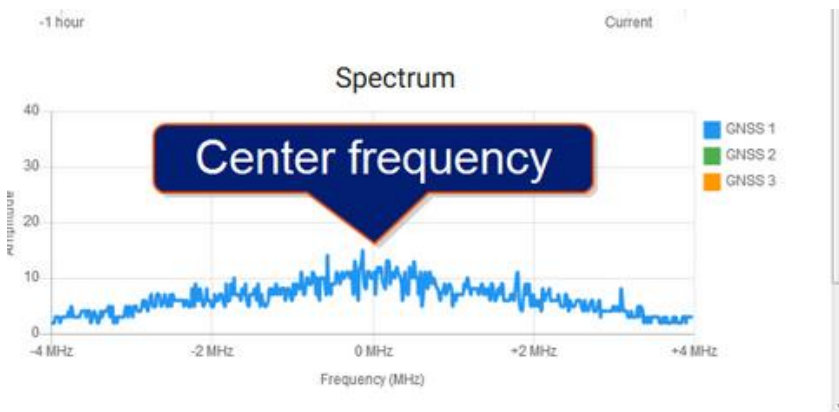 -1 hour
Current
Spectrum
40
GNSS 1
Center frequency
GNSS 2
30
GNSS 3
Amplitude
20
10
0
-4 MHz
-2 MHz
0 MHz
+2 MHz
+4 MHz
Frequency (MHz)